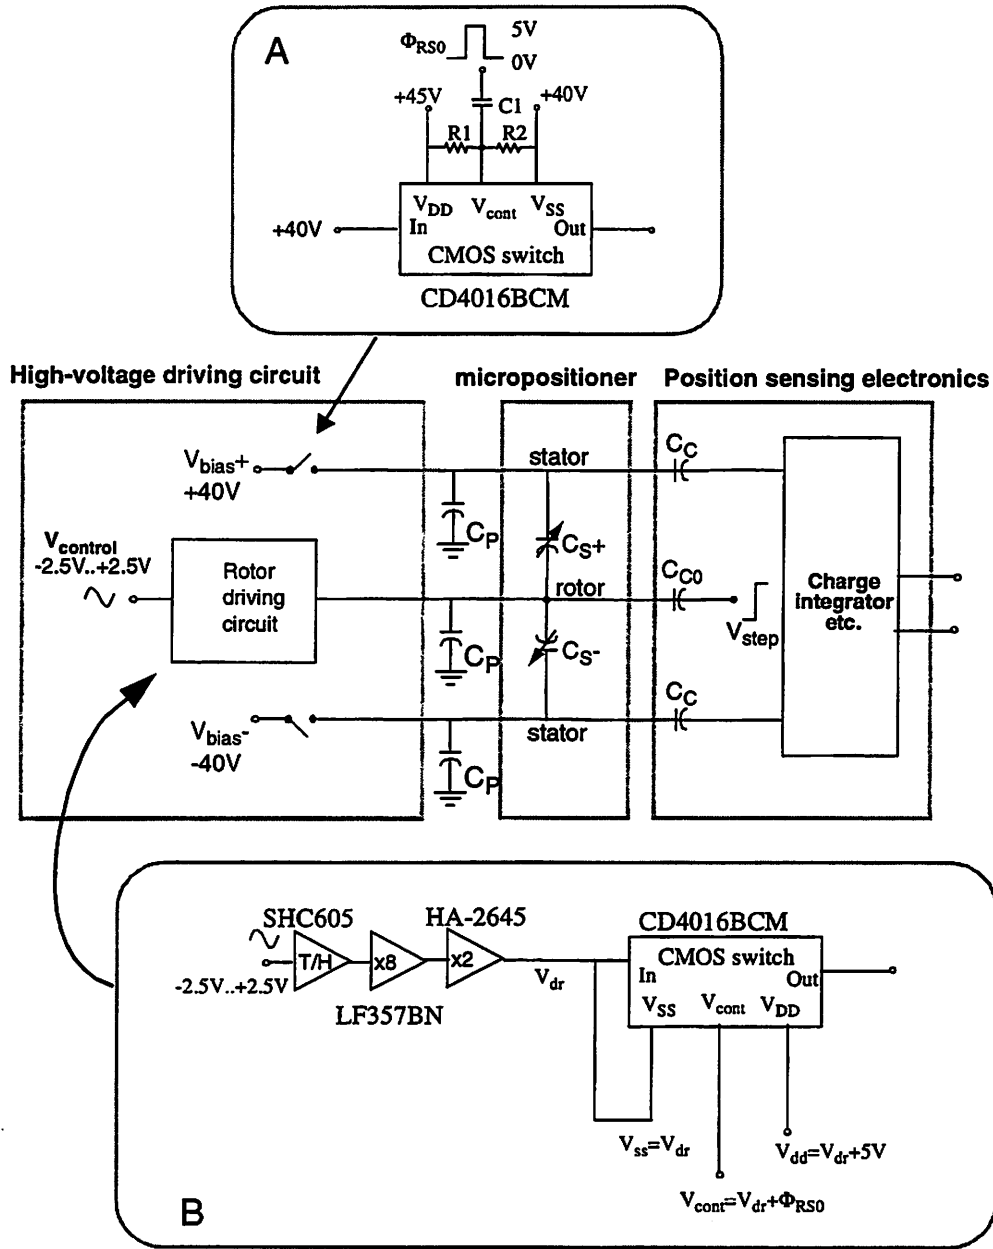 A
Φ_RS0
5V
0V
+45V
C1
+40V
R1
R2
V_DD V_cont V_SS
+40V
In
Out
CMOS switch
CD4016BCM
High-voltage driving circuit
micropositioner
Position sensing electronics
V_bias+
+40V
stator
C_C
C_P
C_S+
V_control
-2.5V..+2.5V
Rotor
driving
circuit
rotor
C_C0
V_step
Charge
integrator
etc.
C_P
C_S-
V_bias-
-40V
stator
C_C
C_P
SHC605
HA-2645
CD4016BCM
T/H
x8
x2
-2.5V..+2.5V
LF357BN
V_dr
CMOS switch
In
Out
V_SS V_cont V_DD
V_ss=V_dr
V_dd=V_dr+5V
V_cont=V_dr+Φ_RS0
B